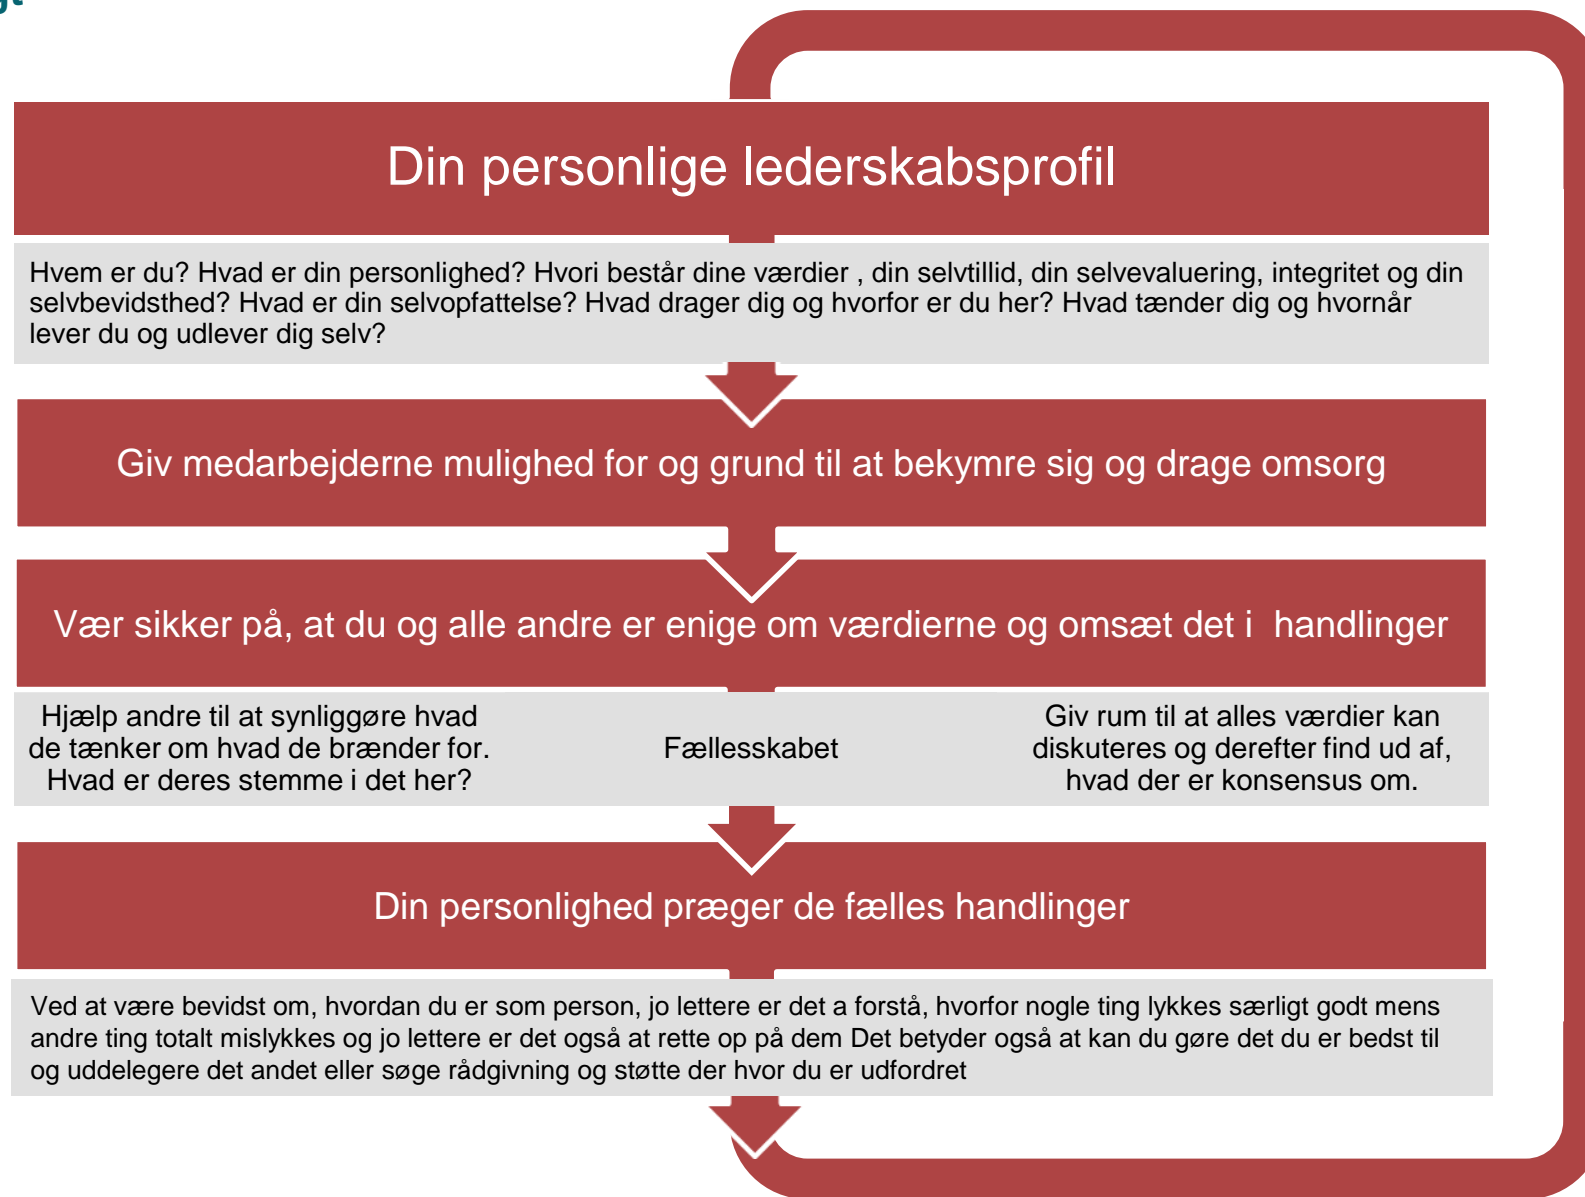 gt
Din personlige lederskabsprofil
Hvem er du? Hvad er din personlighed? Hvori består dine værdier , din selvtillid, din selvevaluering, integritet og din
selvbevidsthed? Hvad er din selvopfattelse? Hvad drager dig og hvorfor er du her? Hvad tænder dig og hvornår
lever du og udlever dig selv?
Giv medarbejderne mulighed for og grund til at bekymre sig og drage omsorg
Vær sikker på, at du og alle andre er enige om værdierne og omsæt det i  handlinger
Hjælp andre til at synliggøre hvad
de tænker om hvad de brænder for.
Hvad er deres stemme i det her?
Fællesskabet
Giv rum til at alles værdier kan
diskuteres og derefter find ud af,
hvad der er konsensus om.
Din personlighed præger de fælles handlinger
Ved at være bevidst om, hvordan du er som person, jo lettere er det a forstå, hvorfor nogle ting lykkes særligt godt mens
andre ting totalt mislykkes og jo lettere er det også at rette op på dem Det betyder også at kan du gøre det du er bedst til
og uddelegere det andet eller søge rådgivning og støtte der hvor du er udfordret